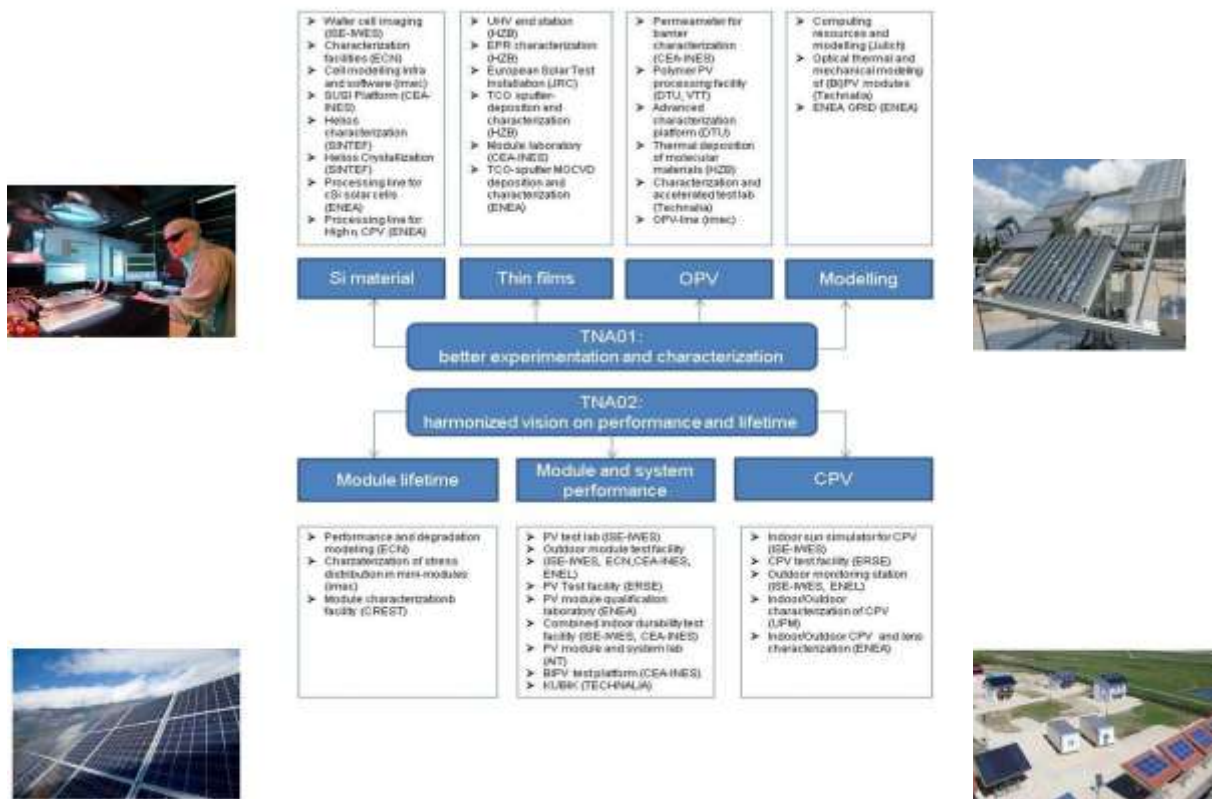 ➤ Wafer cell imaging
(ISE-IWES)
➤ Characterization
facilities (ECN)
➤ Cell modelling infra
and software (imec)
➤ SUSI Platform (CEA-
INES)
➤ Helios
characterization
(SINTEF)
➤ Helios Crystallization
(SINTEF)
➤ Processing line for
cSi solar cells
(ENEA)
➤ Processing line for
High η CPV (ENEA)
➤ UHV end station
(HZB)
➤ EPR characterization
(HZB)
➤ European Solar Test
Installation (JRC)
➤ TCO sputter-
deposition and
characterization
(HZB)
➤ Module laboratory
(CEA-INES)
➤ TCO-sputter MOCVD
deposition and
characterization
(ENEA)
➤ Permeameter for
barrier
characterization
(CEA-INES)
➤ Polymer PV
processing facility
(DTU, VTT)
➤ Advanced
characterization
platform (DTU)
➤ Thermal deposition
of molecular
materials (HZB)
➤ Characterization and
accelerated test lab
(Technalia)
➤ OPV-line (imec)
➤ Computing
resources and
modelling (Julich)
➤ Optical thermal and
mechanical modeling
of (BI)PV modules
(Technalia)
➤ ENEA GRID (ENEA)
Si material
Thin films
OPV
Modelling
TNA01:
better experimentation and characterization
TNA02:
harmonized vision on performance and lifetime
Module lifetime
Module and system
performance
CPV
➤ Performance and degradation
modeling (ECN)
➤ Charzaterization of stress
distribution in mini-modules
(imec)
➤ Module characterizationb
facility (CREST)
➤ PV test lab (ISE-IWES)
➤ Outdoor module test facility
➤ (ISE-IWES, ECN,CEA-INES,
ENEL)
➤ PV Test facility (ERSE)
➤ PV module qualification
laboratory (ENEA)
➤ Combined indoor durability test
facility (ISE-IWES, CEA-INES)
➤ PV module and system lab
(AIT)
➤ BIPV test platform (CEA-INES)
➤ KUBIK (TECHNALIA)
➤ Indoor sun simulator for CPV
(ISE-IWES)
➤ CPV test facility (ERSE)
➤ Outdoor monitoring station
(ISE-IWES, ENEL)
➤ Indoor/Outdoor
characterization of CPV
(UPM)
➤ Indoor/Outdoor CPV and lens
characterization (ENEA)